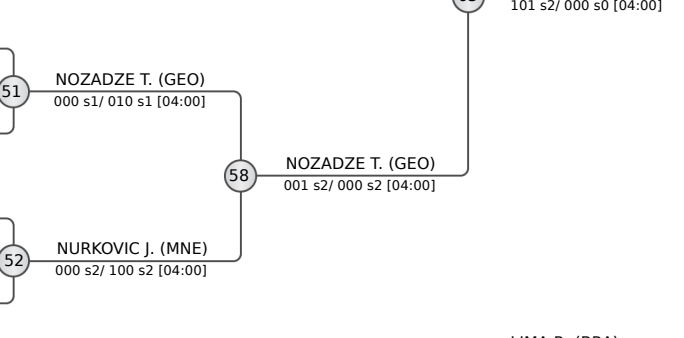 101 s2/ 000 s0 [04:00]
51
NOZADZE T. (GEO)
000 s1/ 010 s1 [04:00]
58
NOZADZE T. (GEO)
001 s2/ 000 s2 [04:00]
52
NURKOVIC J. (MNE)
000 s2/ 100 s2 [04:00]